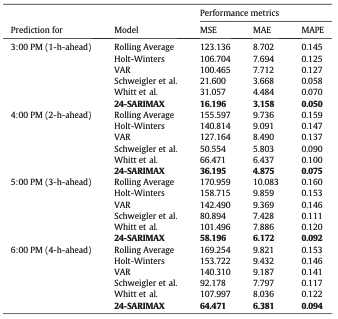 Performance metrics
Prediction for Model MSE MAE MAPE
3:00 PM (1-h-ahead) Rolling Average 123.136 8.702 0.145
Holt-Winters 106.704 7.694 0.125
VAR 100.465 7.712 0.127
Schweigler et al. 21.600 3.668 0.058
Whitt et al. 31.057 4.484 0.070
24-SARIMAX 16.196 3.158 0.050
4:00 PM (2-h-ahead) Rolling Average 155.597 9.736 0.159
Holt-Winters 140.814 9.091 0.147
VAR 127.164 8.490 0.137
Schweigler et al. 50.554 5.803 0.090
Whitt et al. 66.471 6.437 0.100
24-SARIMAX 36.195 4.875 0.075
5:00 PM (3-h-ahead) Rolling Average 170.959 10.083 0.160
Holt-Winters 158.715 9.859 0.153
VAR 142.490 9.369 0.146
Schweigler et al. 80.894 7.428 0.111
Whitt et al. 101.496 7.886 0.120
24-SARIMAX 58.196 6.172 0.092
6:00 PM (4-h-ahead) Rolling Average 169.254 9.821 0.153
Holt-Winters 153.722 9.432 0.146
VAR 140.310 9.187 0.141
Schweigler et al. 92.178 7.797 0.117
Whitt et al. 107.997 8.036 0.122
24-SARIMAX 64.471 6.381 0.094